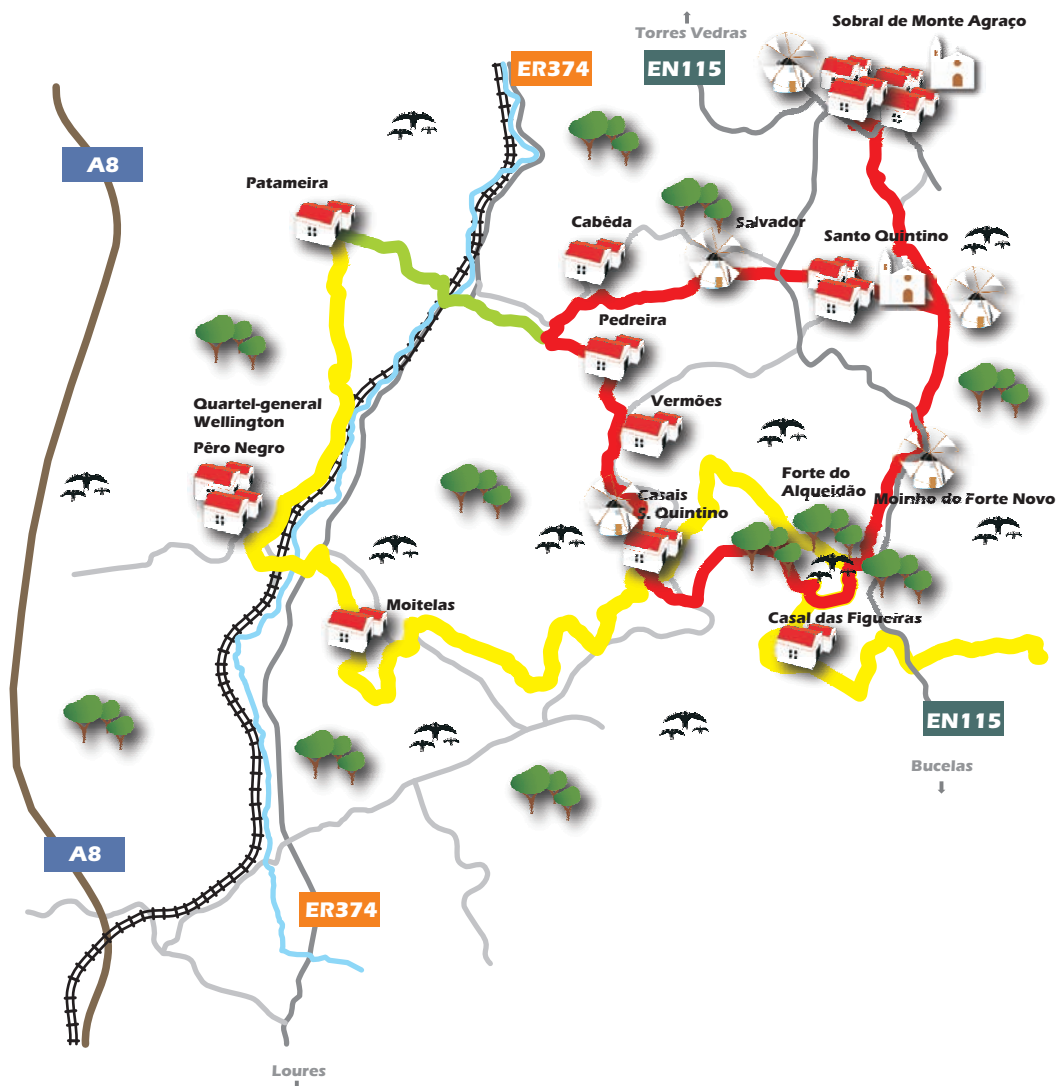 Sobral de Monte Agraço
Torres Vedras
ER374
EN115
A8
Patameira
Cabêda
Salvador
Santo Quintino
Pedreira
Quartel-general
Wellington
Pêro Negro
Vermões
Forte do
Alqueidão
Moinho do Forte Novo
Casais
S. Quintino
Moitelas
Casal das Figueiras
EN115
Bucelas
A8
ER374
Loures